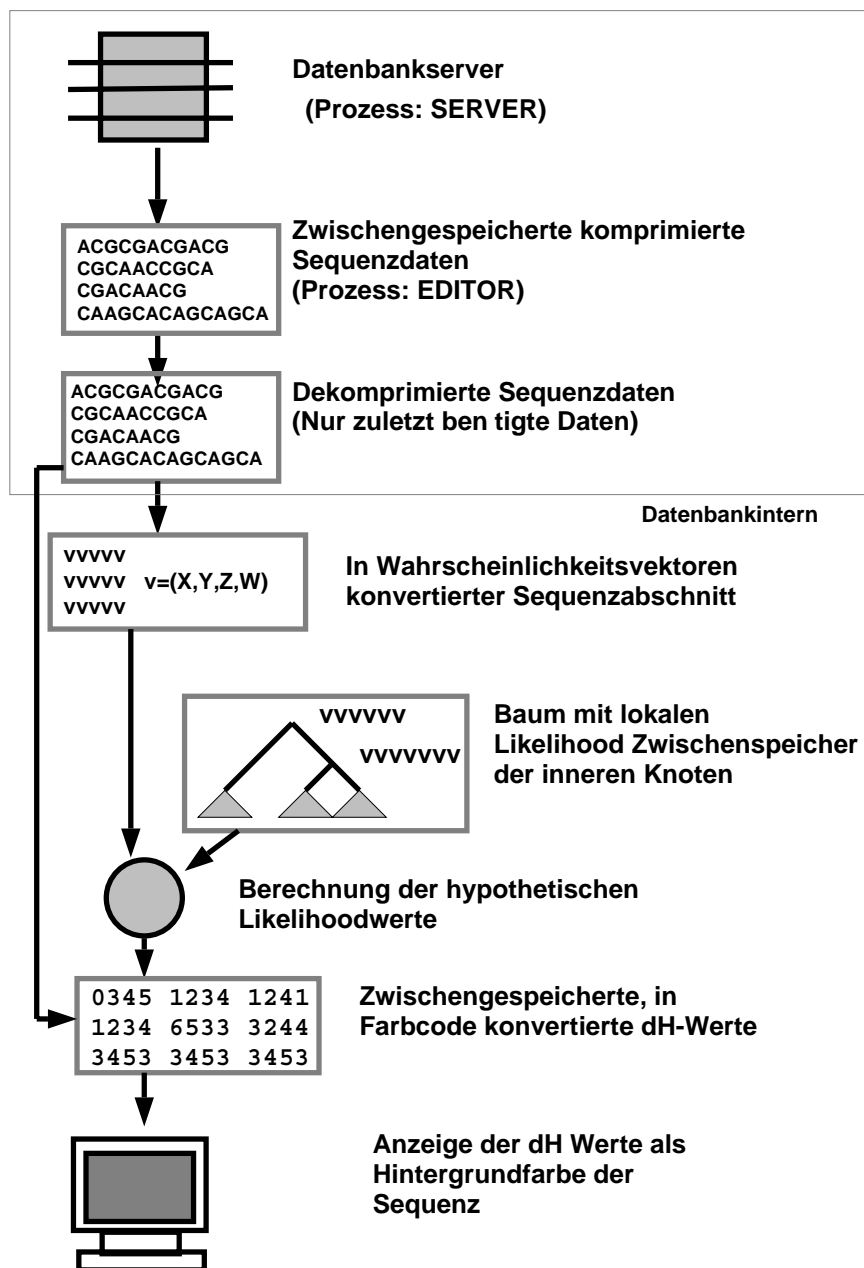 Datenbankserver
(Prozess: SERVER)
ACGCGACGACG
CGCAACCGCA
CGACAACG
CAAGCACAGCAGCA
Zwischengespeicherte komprimierte
Sequenzdaten
(Prozess: EDITOR)
ACGCGACGACG
CGCAACCGCA
CGACAACG
CAAGCACAGCAGCA
Dekomprimierte Sequenzdaten
(Nur zuletzt ben tigte Daten)
Datenbankintern
vvvvv
vvvvv v=(X,Y,Z,W)
vvvvv
In Wahrscheinlichkeitsvektoren
konvertierter Sequenzabschnitt
vvvvvv
vvvvvvv
Baum mit lokalen
Likelihood Zwischenspeicher
der inneren Knoten
Berechnung der hypothetischen
Likelihoodwerte
0345 1234 1241
1234 6533 3244
3453 3453 3453
Zwischengespeicherte, in
Farbcode konvertierte dH-Werte
Anzeige der dH Werte als
Hintergrundfarbe der
Sequenz